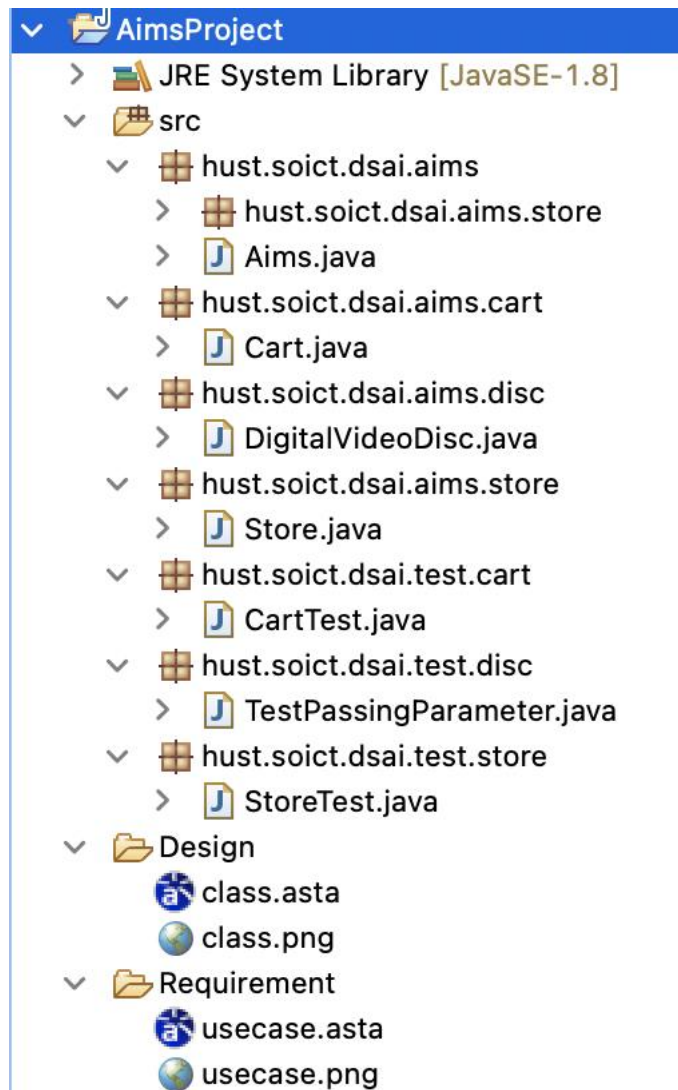 AimsProject
JRE System Library [JavaSE-1.8]
src
hust.soict.dsai.aims
hust.soict.dsai.aims.store
Aims.java
hust.soict.dsai.aims.cart
Cart.java
hust.soict.dsai.aims.disc
DigitalVideoDisc.java
hust.soict.dsai.aims.store
Store.java
hust.soict.dsai.test.cart
CartTest.java
hust.soict.dsai.test.disc
TestPassingParameter.java
hust.soict.dsai.test.store
StoreTest.java
Design
class.asta
class.png
Requirement
usecase.asta
usecase.png